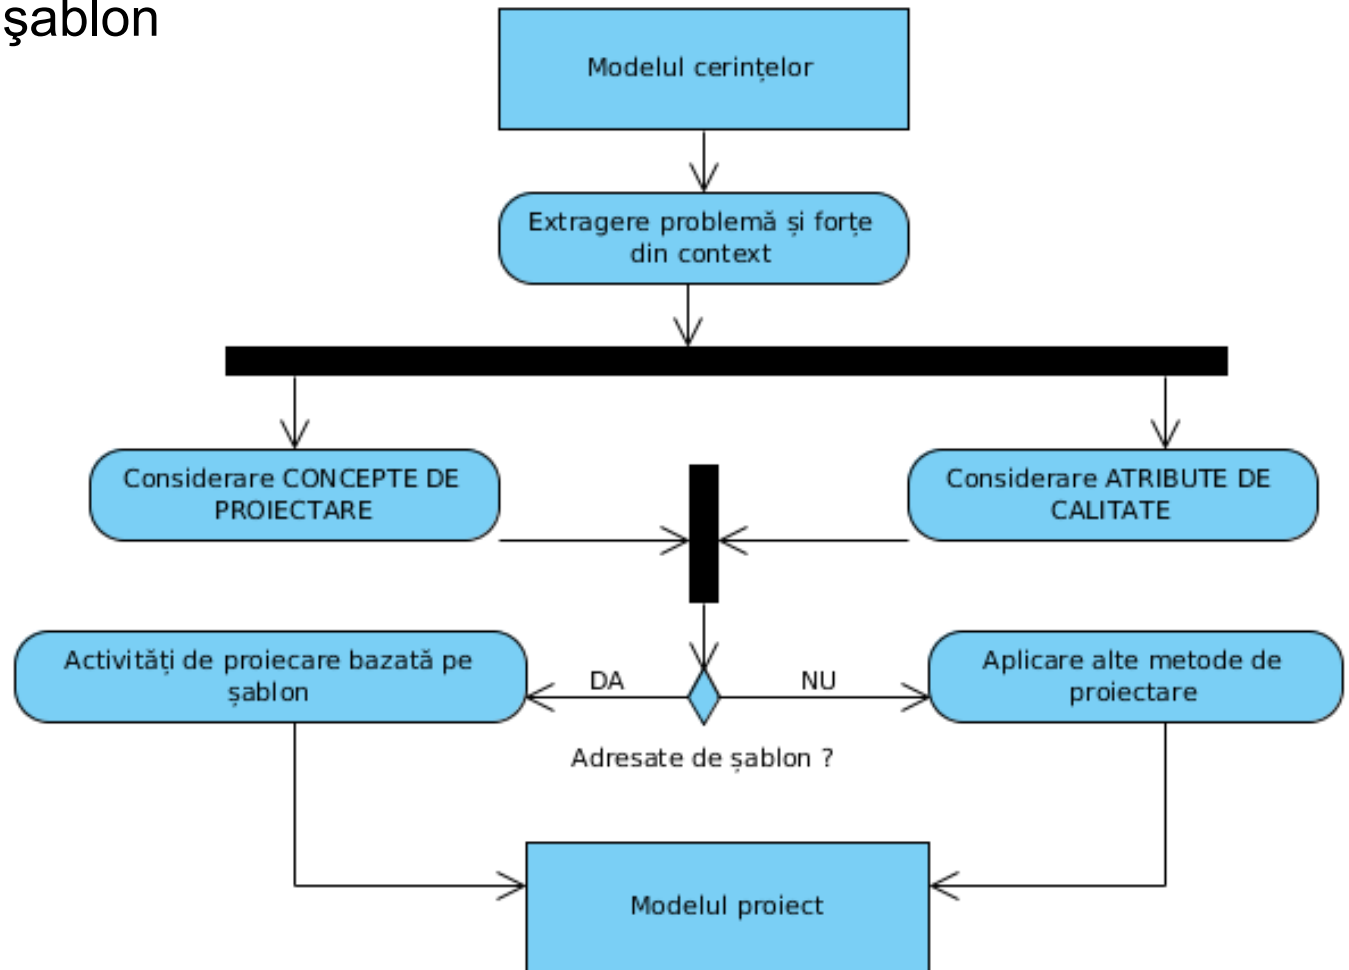 şablon
Modelul cerințelor
Extragere problemă și forțe
din context
Considerare CONCEPTE DE
PROIECTARE
Considerare ATRIBUTE DE
CALITATE
Activități de proiecare bazată pe
șablon
DA
NU
Aplicare alte metode de
proiectare
Adresate de șablon ?
Modelul proiect